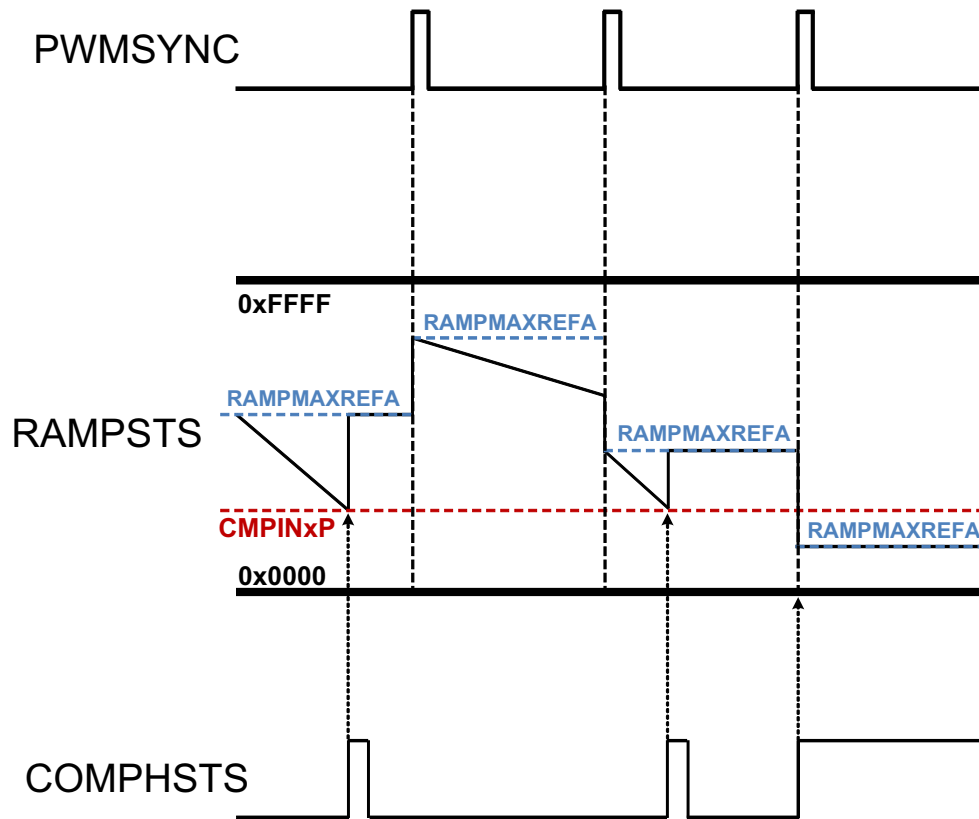 PWMSYNC
0xFFFF
RAMPMAXREFA
RAMPMAXREFA
RAMPSTS
RAMPMAXREFA
CMPINxP
RAMPMAXREFA
0x0000
COMPHSTS